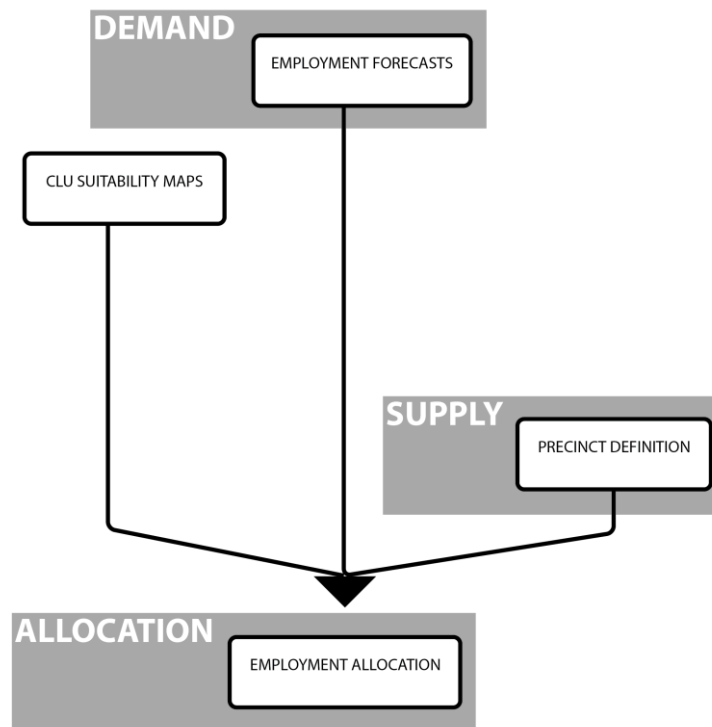 DEMAND
EMPLOYMENT FORECASTS
CLU SUITABILITY MAPS
SUPPLY
PRECINCT DEFINITION
ALLOCATION
EMPLOYMENT ALLOCATION